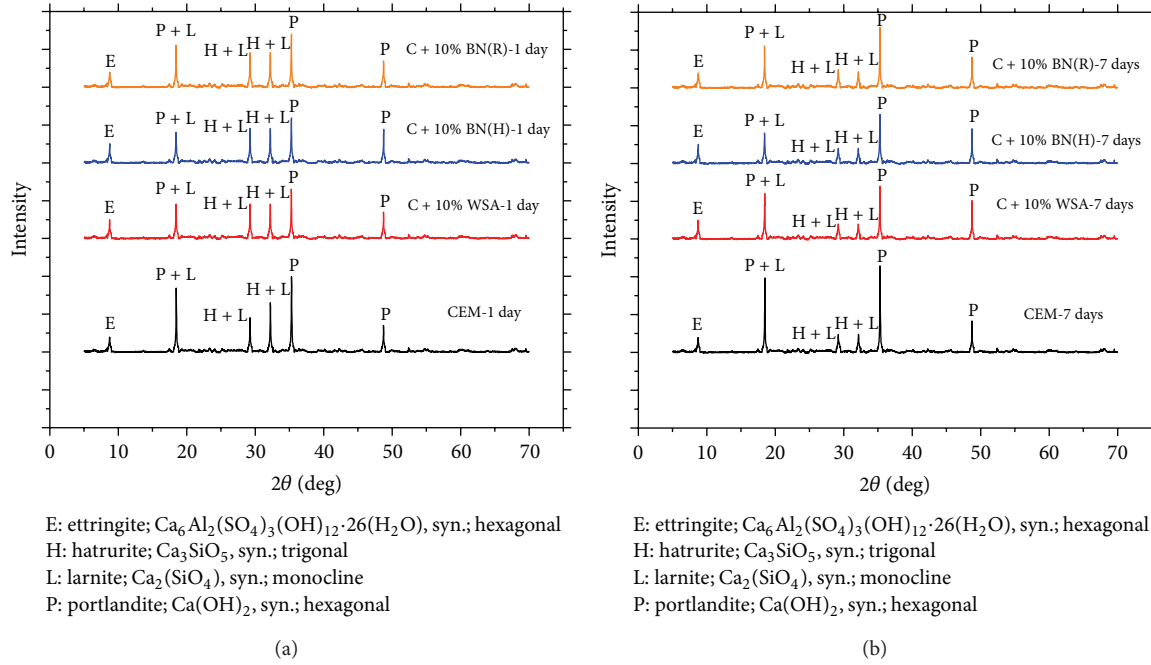 P
P + L
H + L
H + L
P
E
C + 10% BN(R)-1 day
P
P + L
H + L
H + L
P
E
C + 10% BN(H)-1 day
P
P + L
H + L
H + L
P
E
C + 10% WSA-1 day
P
P + L
H + L
H + L
P
E
CEM-1 day
Intensity
0 10 20 30 40 50 60 70
2θ (deg)
E: ettringite; Ca6Al2(SO4)3(OH)12·26(H2O), syn.; hexagonal
H: hatrurite; Ca3SiO5, syn.; trigonal
L: larnite; Ca2(SiO4), syn.; monocline
P: portlandite; Ca(OH)2, syn.; hexagonal
(a)
P
P + L
H + L
H + L
P
E
C + 10% BN(R)-7 days
P
P + L
H + L
H + L
P
E
C + 10% BN(H)-7 days
P
P + L
H + L
H + L
P
E
C + 10% WSA-7 days
P
P + L
H + L
H + L
P
E
CEM-7 days
Intensity
0 10 20 30 40 50 60 70
2θ (deg)
E: ettringite; Ca6Al2(SO4)3(OH)12·26(H2O), syn.; hexagonal
H: hatrurite; Ca3SiO5, syn.; trigonal
L: larnite; Ca2(SiO4), syn.; monocline
P: portlandite; Ca(OH)2, syn.; hexagonal
(b)